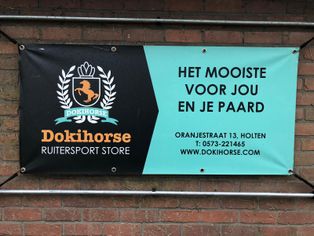 DOKIHORSE
Dokihorse
RUITERSPORT STORE
HET MOOISTE
VOOR JOU
EN JE PAARD
ORANJESTRAAT 13, HOLTEN
T: 0573-221465
WWW.DOKIHORSE.COM